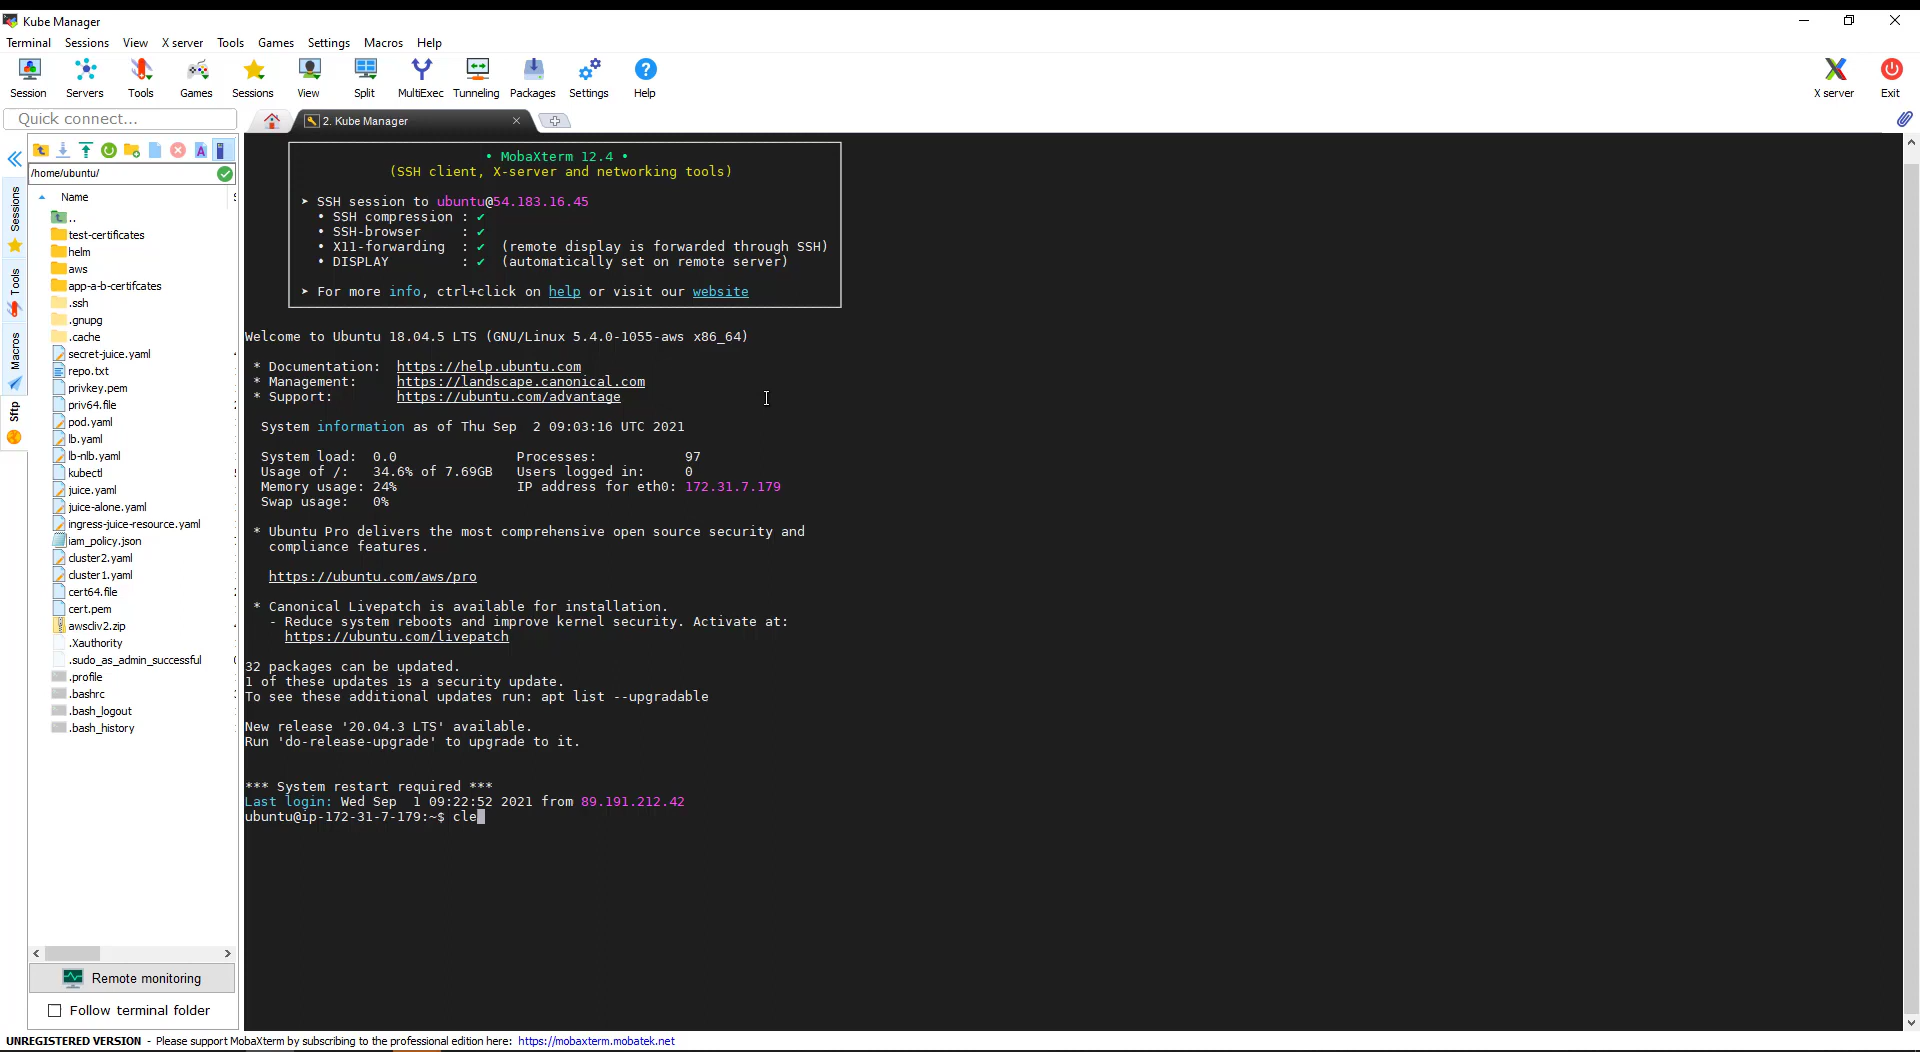 Kube Manager
Terminal Sessions View X server Tools Games Settings Macros Help
Session Servers Tools Games Sessions View Split MultiExec Tunneling Packages Settings Help X server Exit
Quick connect...
2. Kube Manager
/home/ubuntu/
Name
..
test-certificates
helm
aws
app-a-b-certifcates
.ssh
.gnupg
.cache
secret-juice.yaml
repo.txt
privkey.pem
priv64.file
pod.yaml
lb.yaml
lb-nlb.yaml
kubectl
juice.yaml
juice-alone.yaml
ingress-juice-resource.yaml
iam_policy.json
cluster2.yaml
cluster1.yaml
cert64.file
cert.pem
awscliv2.zip
.Xauthority
.sudo_as_admin_successful
.profile
.bashrc
.bash_logout
.bash_history
Sessions
Tools
Macros
Sftp
Remote monitoring
Follow terminal folder
• MobaXterm 12.4 •
(SSH client, X-server and networking tools)
➤ SSH session to ubuntu@54.183.16.45
• SSH compression : ✔
• SSH-browser : ✔
• X11-forwarding : ✔ (remote display is forwarded through SSH)
• DISPLAY : ✔ (automatically set on remote server)
➤ For more info, ctrl+click on help or visit our website
Welcome to Ubuntu 18.04.5 LTS (GNU/Linux 5.4.0-1055-aws x86_64)
* Documentation: https://help.ubuntu.com
* Management: https://landscape.canonical.com
* Support: https://ubuntu.com/advantage
System information as of Thu Sep 2 09:03:16 UTC 2021
System load: 0.0 Processes: 97
Usage of /: 34.6% of 7.69GB Users logged in: 0
Memory usage: 24% IP address for eth0: 172.31.7.179
Swap usage: 0%
* Ubuntu Pro delivers the most comprehensive open source security and
compliance features.
https://ubuntu.com/aws/pro
* Canonical Livepatch is available for installation.
- Reduce system reboots and improve kernel security. Activate at:
https://ubuntu.com/livepatch
32 packages can be updated.
1 of these updates is a security update.
To see these additional updates run: apt list --upgradable
New release '20.04.3 LTS' available.
Run 'do-release-upgrade' to upgrade to it.
*** System restart required ***
Last login: Wed Sep 1 09:22:52 2021 from 89.191.212.42
ubuntu@ip-172-31-7-179:~$ cle
UNREGISTERED VERSION - Please support MobaXterm by subscribing to the professional edition here: https://mobaxterm.mobatek.net